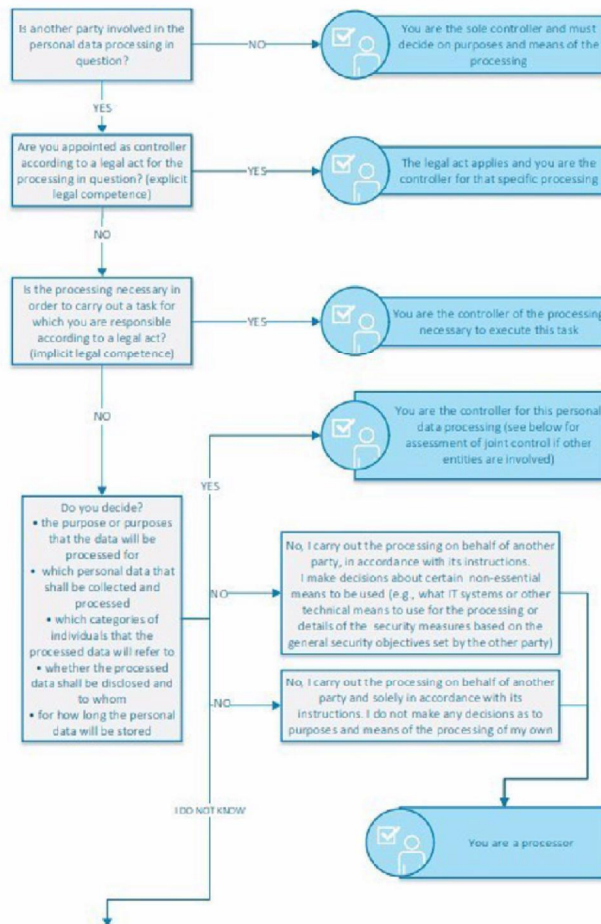 Is another party involved in the
personal data processing in
question?
NO
You are the sole controller and must
decide on purposes and means of the
processing
YES
Are you appointed as controller
according to a legal act for the
processing in question? (explicit
legal competence)
YES
The legal act applies and you are the
controller for that specific processing
NO
Is the processing necessary in
order to carry out a task for
which you are responsible
according to a legal act?
(implicit legal competence)
YES
You are the controller of the processing
necessary to execute this task
NO
You are the controller for this personal
data processing (see below for
assessment of joint control if other
entities are involved)
YES
Do you decide?
• the purpose or purposes
that the data will be
processed for
• which personal data that
shall be collected and
processed
• which categories of
individuals that the
processed data will refer to
• whether the processed
data shall be disclosed and
to whom
• for how long the personal
data will be stored
NO
No, I carry out the processing on behalf of another
party, in accordance with its instructions.
I make decisions about certain non-essential
means to be used (e.g., what IT systems or other
technical means to use for the processing or
details of the security measures based on the
general security objectives set by the other party)
NO
No, I carry out the processing on behalf of another
party and solely in accordance with its
instructions. I do not make any decisions as to
purposes and means of the processing of my own
I DO NOT KNOW
You are a processor